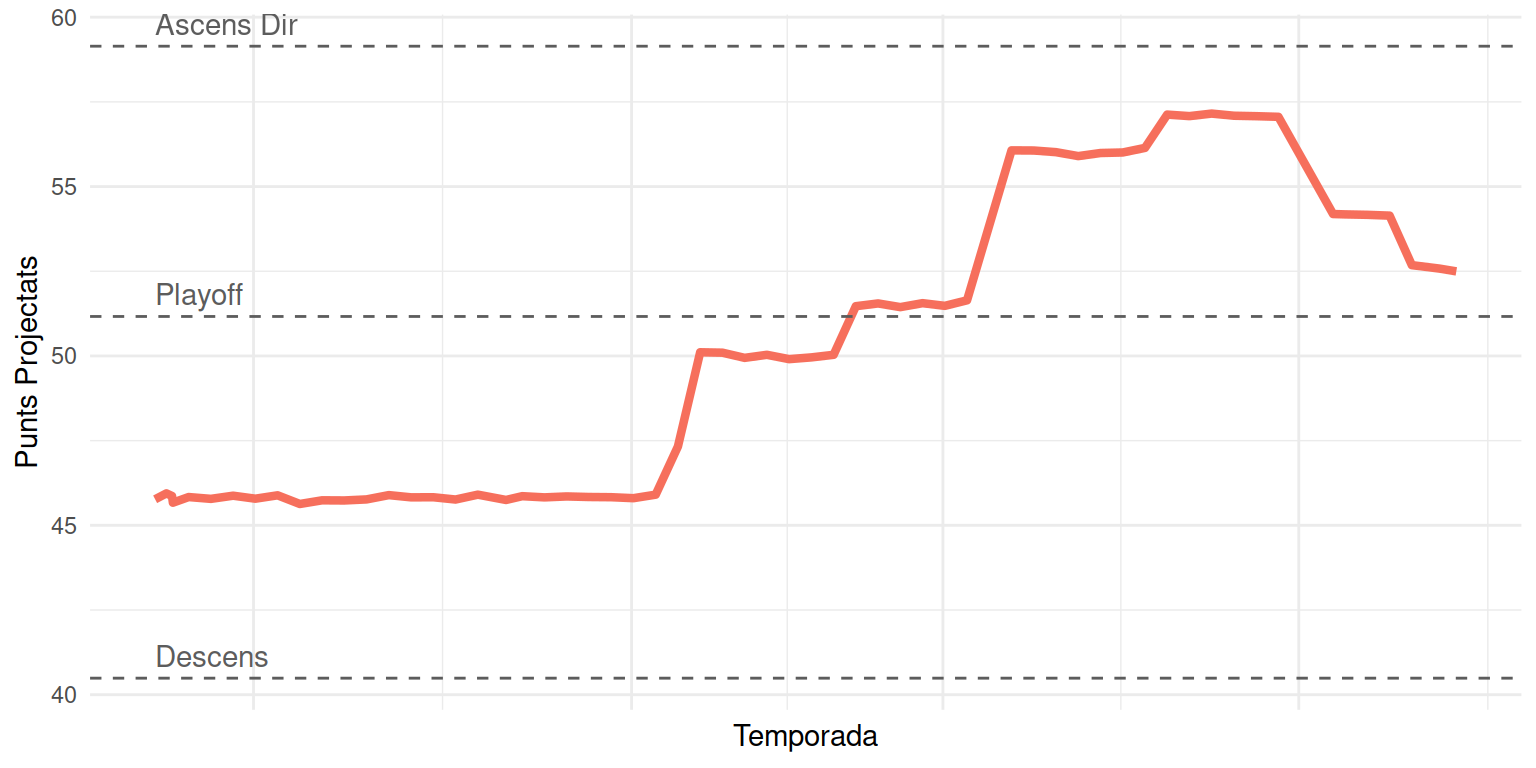 60
Ascens Dir
55
Playoff
50
45
Descens
40
Punts Projectats
Temporada